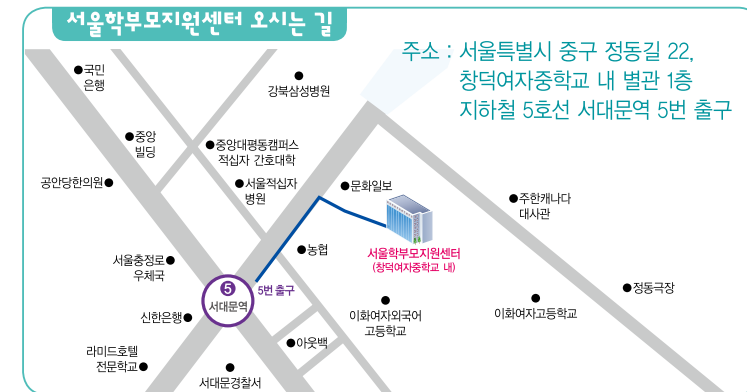 서울학부모지원센터 오시는 길
주소 : 서울특별시 중구 정동길 22,
창덕여자중학교 내 별관 1층
지하철 5호선 서대문역 5번 출구
국민
은행
강북삼성병원
중앙
빌딩
중앙대평동캠퍼스
적십자 간호대학
공안당한의원
서울적십자
병원
문화일보
주한캐나다
대사관
농협
서울학부모지원센터
(창덕여자중학교 내)
서울충정로
우체국
5
서대문역
5번 출구
신한은행
이화여자외국어
고등학교
이화여자고등학교
정동극장
아웃백
라미드호텔
전문학교
서대문경찰서